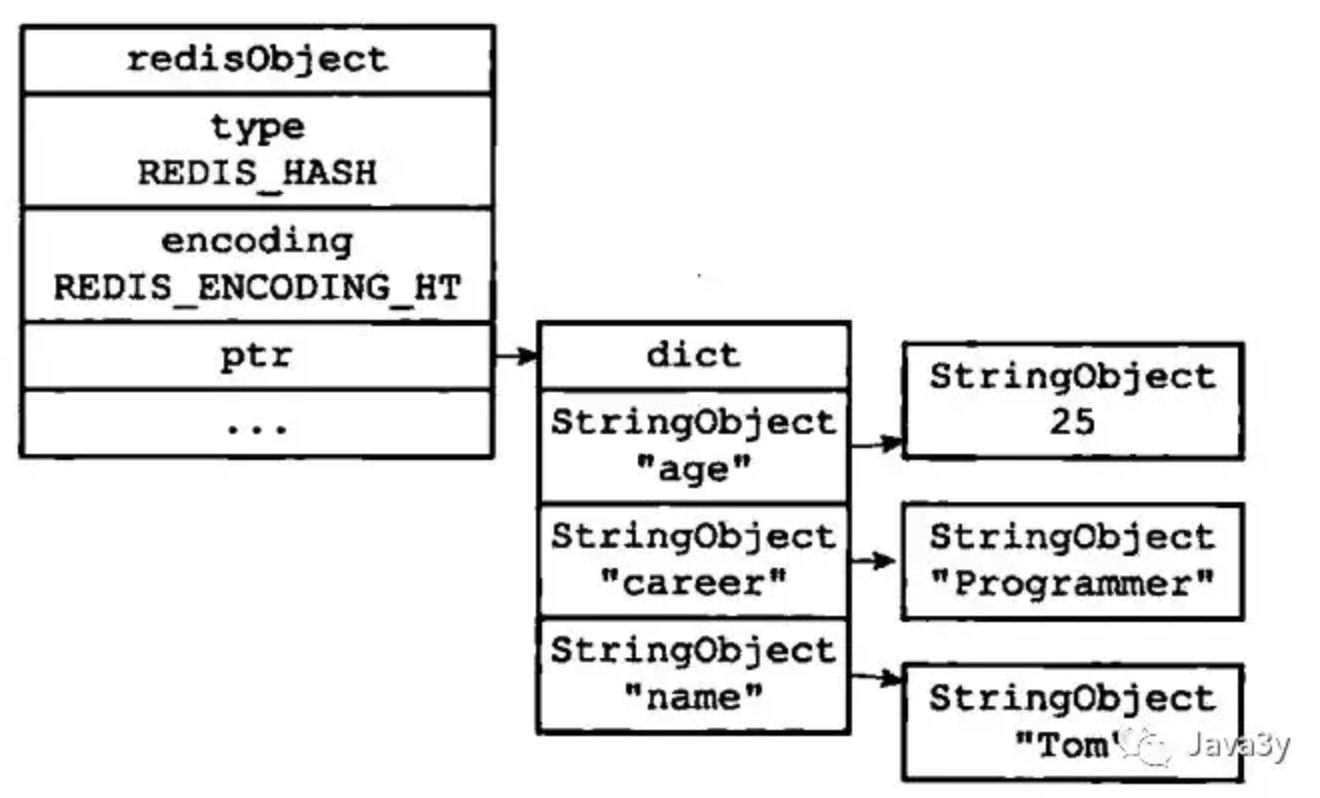 redisObject
type
REDIS_HASH
encoding
REDIS_ENCODING_HT
ptr
...
dict
StringObject
"age"
StringObject
"career"
StringObject
"name"
StringObject
25
StringObject
"Programmer"
StringObject
"Tom"
Java3y